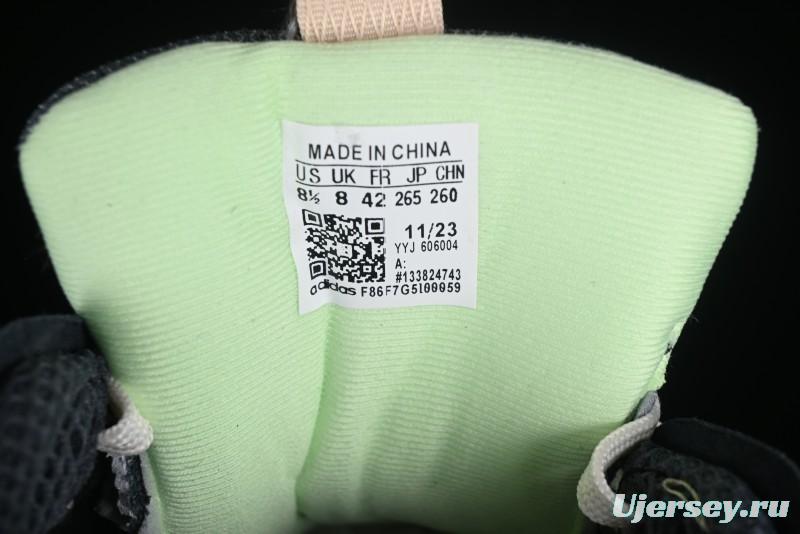 MADE IN CHINA
US UK FR JP CHN
8½ 8 42 265 260
11/23
YYJ 606004
A:
#133824743
adidas F86F7G5100059
Ujersey.ru